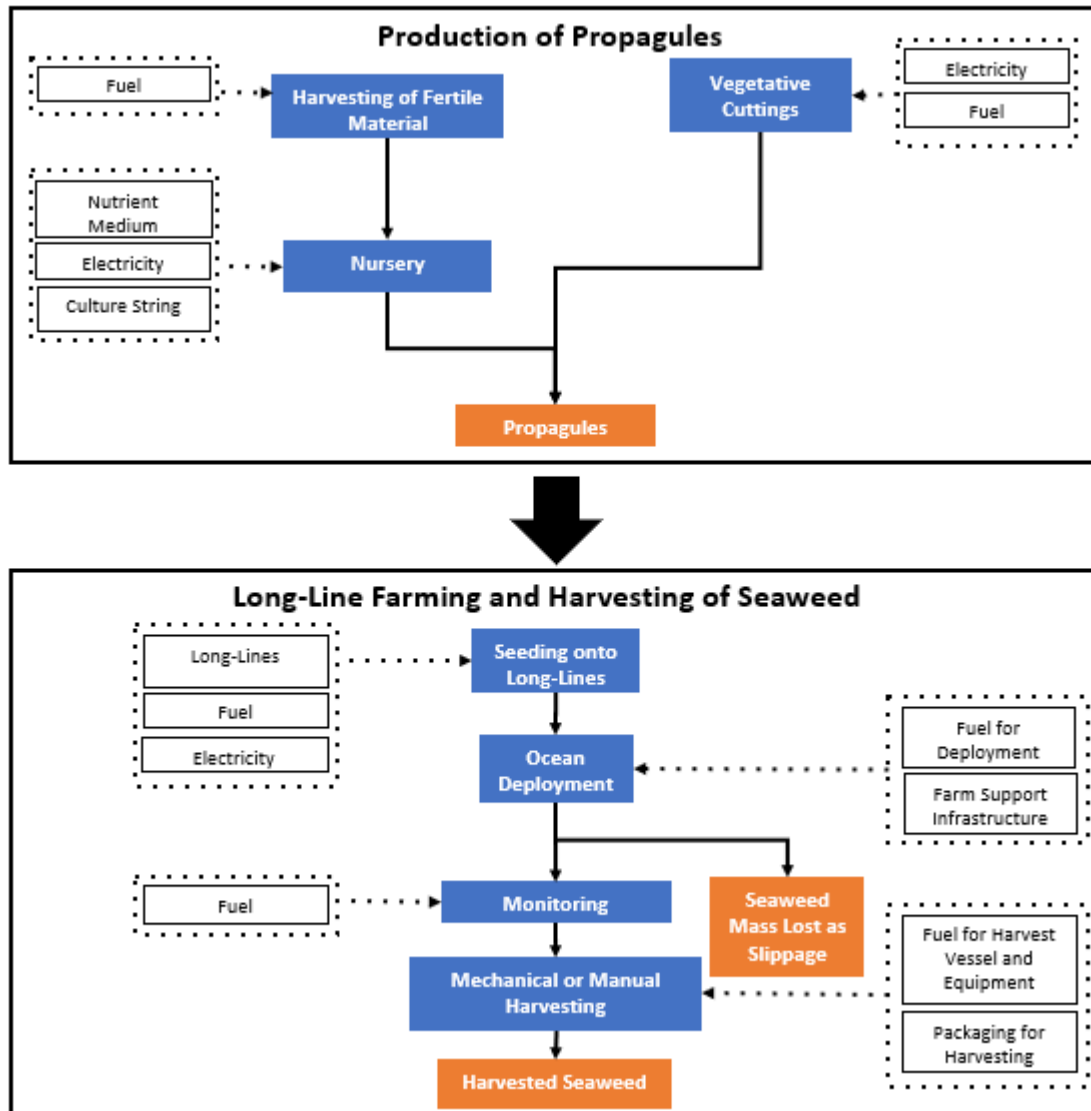 Production of Propagules
Fuel
Harvesting of Fertile
Material
Vegetative
Cuttings
Electricity
Fuel
Nutrient
Medium
Electricity
Culture String
Nursery
Propagules
Long-Line Farming and Harvesting of Seaweed
Long-Lines
Fuel
Electricity
Seeding onto
Long-Lines
Ocean
Deployment
Fuel for
Deployment
Farm Support
Infrastructure
Fuel
Monitoring
Seaweed
Mass Lost as
Slippage
Mechanical or Manual
Harvesting
Fuel for Harvest
Vessel and
Equipment
Packaging for
Harvesting
Harvested Seaweed